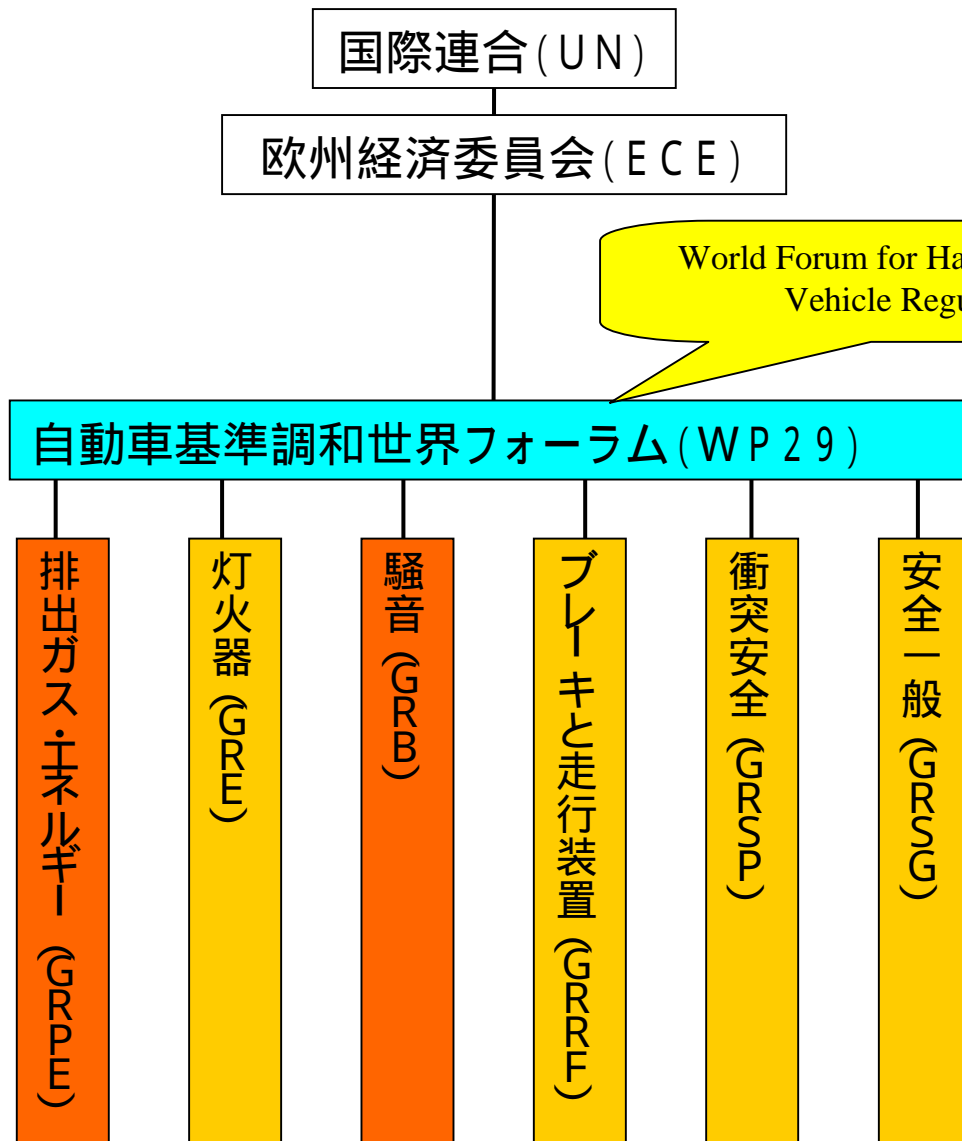 国際連合(UN)
欧州経済委員会(ECE)
World Forum for Ha
Vehicle Regu
自動車基準調和世界フォーラム(WP29)
排出ガス・エネルギー(GRPE)
灯火器(GRE)
騒音(GRB)
ブレーキと走行装置(GRRF)
衝突安全(GRSP)
安全一般(GRSG)